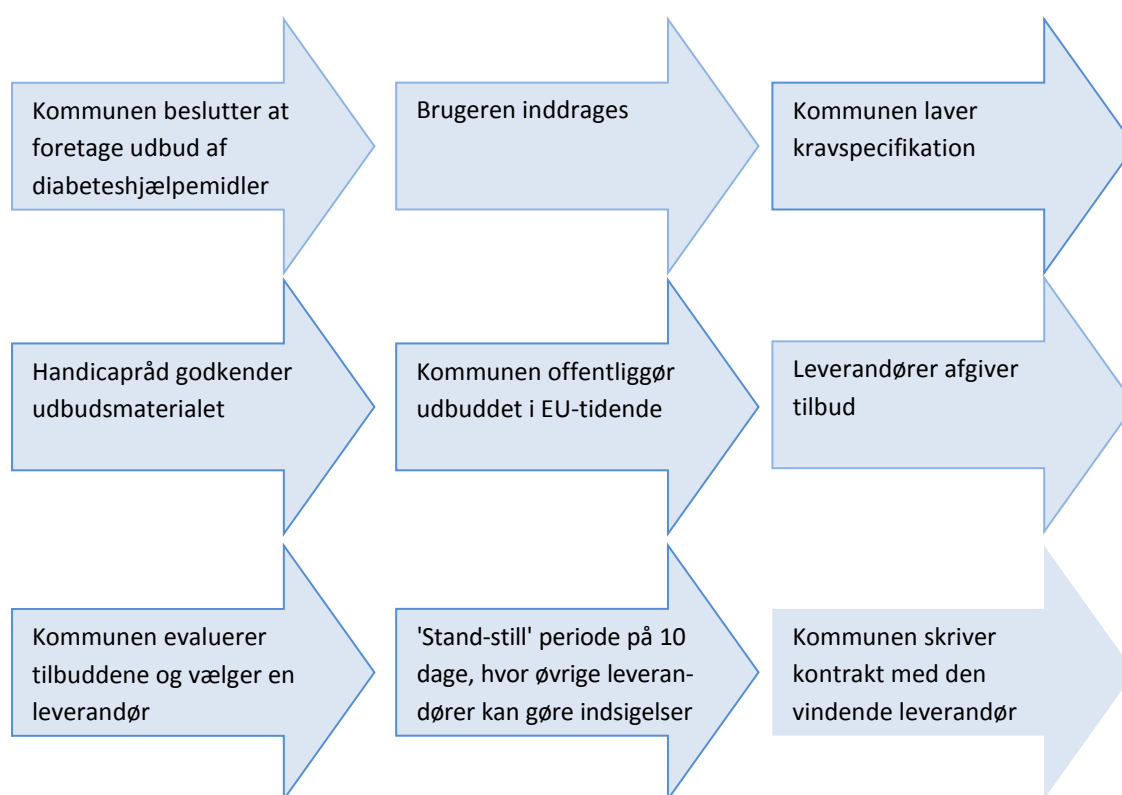 Kommunen beslutter at
foretage udbud af
diabeteshjælpemidler
Brugeren inddrages
Kommunen laver
kravspecifikation
Handicapråd godkender
udbudsmaterialet
Kommunen offentliggør
udbuddet i EU-tidende
Leverandører afgiver
tilbud
Kommunen evaluerer
tilbuddene og vælger en
leverandør
'Stand-still' periode på 10
dage, hvor øvrige leveran-
dører kan gøre indsigelser
Kommunen skriver
kontrakt med den
vindende leverandør